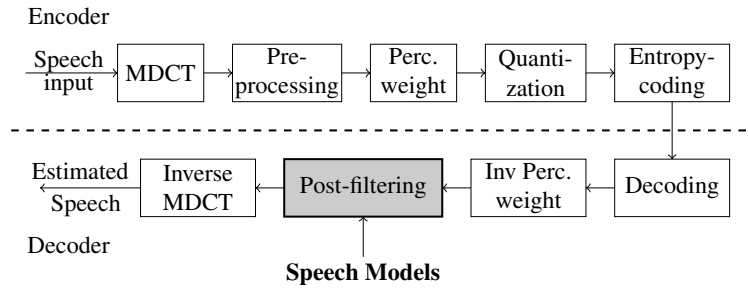 Encoder
Speech
input
MDCT
Pre-
processing
Perc.
weight
Quanti-
zation
Entropy-
coding
Estimated
Speech
Inverse
MDCT
Post-filtering
Inv Perc.
weight
Decoding
Decoder
Speech Models